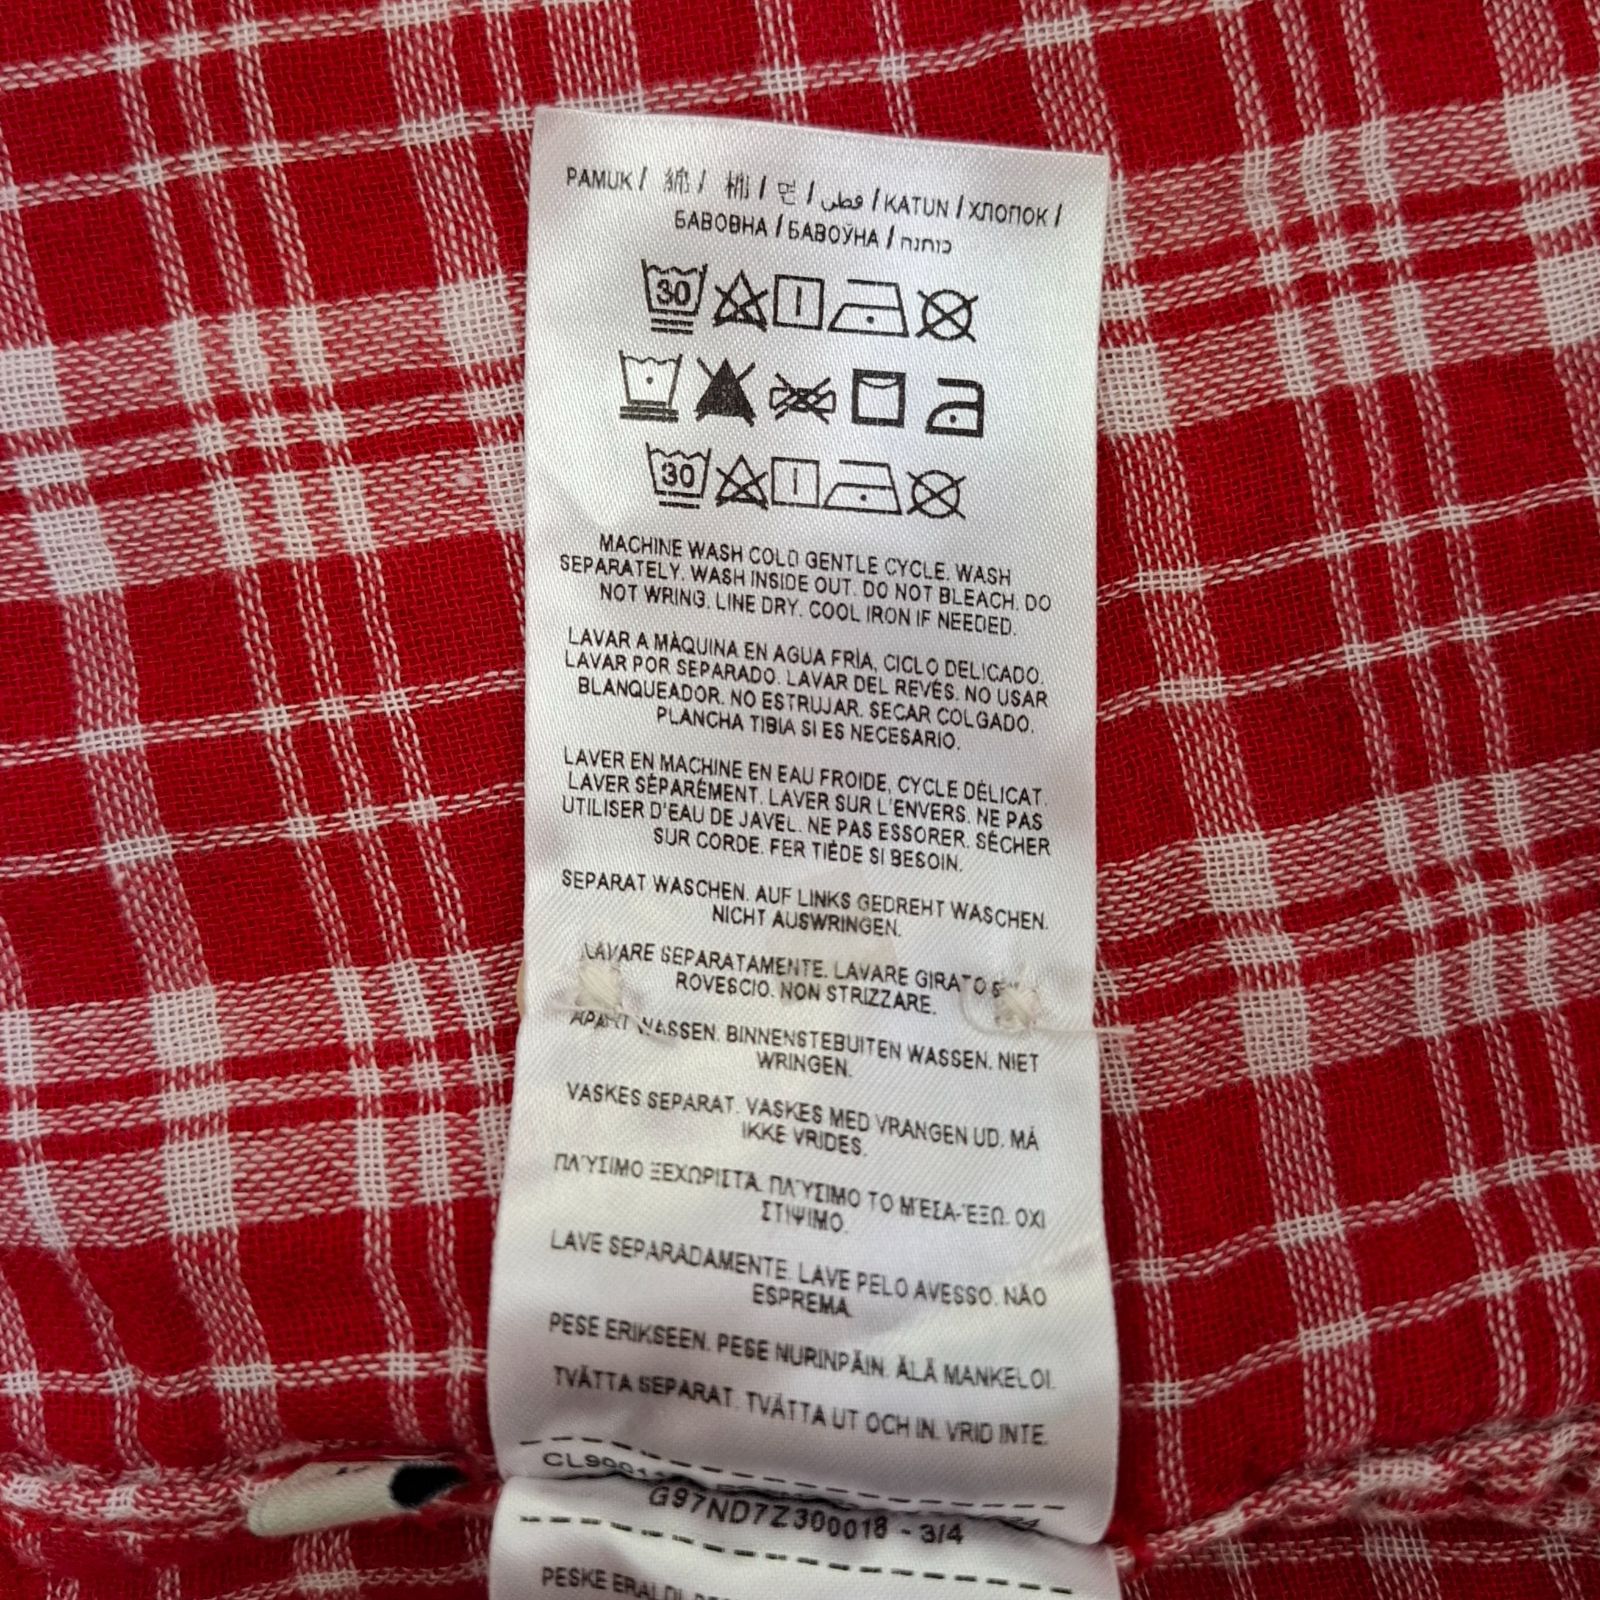 PAMUK / 綿 / 棉 / 면 / قطن / KATUN / ХЛОПОК /
БАВОВНА / БАВОЎНА / כותנה
30
30
MACHINE WASH COLD GENTLE CYCLE. WASH
SEPARATELY. WASH INSIDE OUT. DO NOT BLEACH. DO
NOT WRING. LINE DRY. COOL IRON IF NEEDED.
LAVAR A MÀQUINA EN AGUA FRÍA, CICLO DELICADO.
LAVAR POR SEPARADO. LAVAR DEL REVÉS. NO USAR
BLANQUEADOR. NO ESTRUJAR. SECAR COLGADO.
PLANCHA TIBIA SI ES NECESARIO.
LAVER EN MACHINE EN EAU FROIDE, CYCLE DÉLICAT.
LAVER SÉPARÉMENT. LAVER SUR L'ENVERS. NE PAS
UTILISER D'EAU DE JAVEL. NE PAS ESSORER. SÉCHER
SUR CORDE. FER TIÈDE SI BESOIN.
SEPARAT WASCHEN. AUF LINKS GEDREHT WASCHEN.
NICHT AUSWRINGEN.
LAVARE SEPARATAMENTE. LAVARE GIRATO
ROVESCIO. NON STRIZZARE.
APART WASSEN. BINNENSTEBUITEN WASSEN. NIET
WRINGEN.
VASKES SEPARAT. VASKES MED VRANGEN UD. MÅ
IKKE VRIDES.
ΠΛΎΣΙΜΟ ΞΕΧΩΡΙΣΤΆ. ΠΛΎΣΙΜΟ ΤΟ ΜΈΣΑ-ΈΞΩ. ΟΧΙ
ΣΤΙΨΙΜΟ.
LAVE SEPARADAMENTE. LAVE PELO AVESSO. NÃO
ESPREMA.
PESE ERIKSEEN. PESE NURINPÄIN. ÄLÄ MANKELOI.
TVÄTTA SEPARAT. TVÄTTA UT OCH IN. VRID INTE.
G97ND7Z300018 - 3/4
PESKE